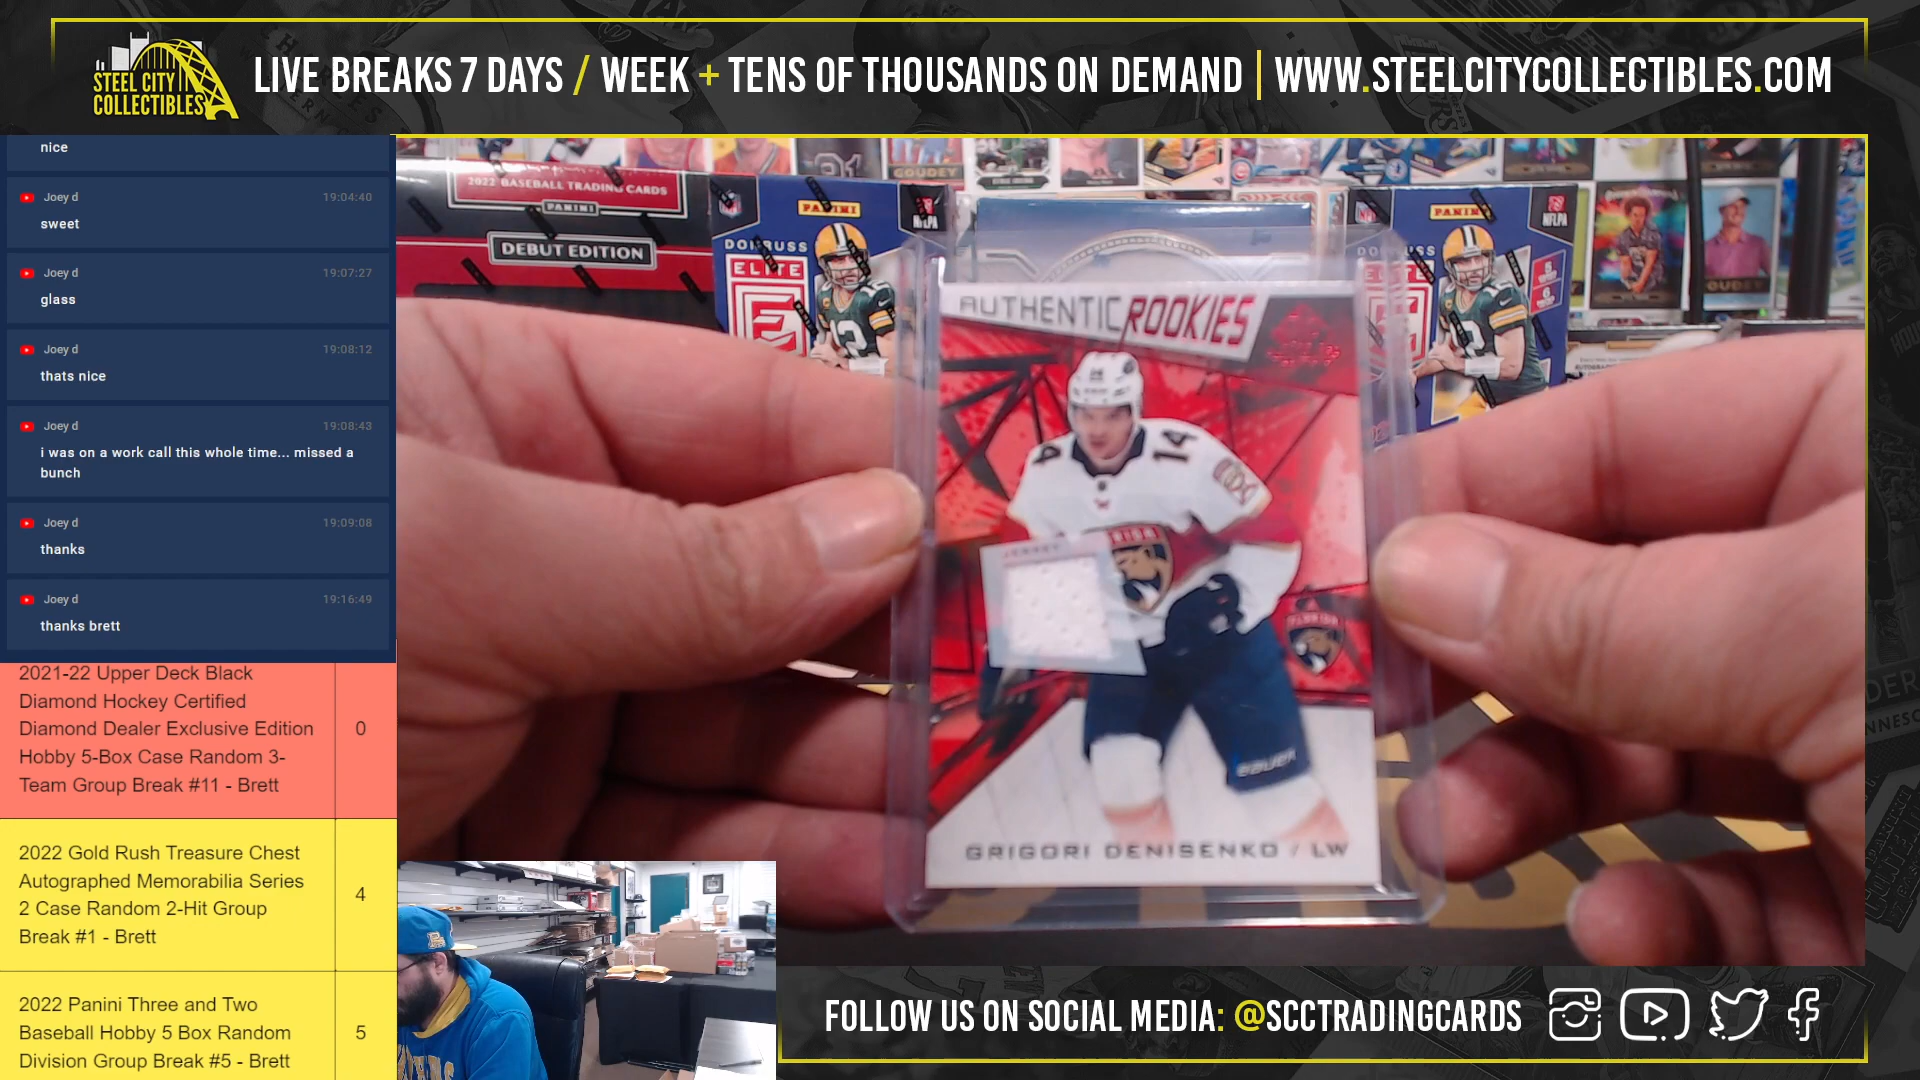 STEEL CITY
COLLECTIBLES
LIVE BREAKS 7 DAYS / WEEK + TENS OF THOUSANDS ON DEMAND | WWW.STEELCITYCOLLECTIBLES.COM
nice
Joey d 19:04:40
sweet
Joey d 19:07:27
glass
Joey d 19:08:12
thats nice
Joey d 19:08:43
i was on a work call this whole time... missed a
bunch
Joey d 19:09:08
thanks
Joey d 19:16:49
thanks brett
2021-22 Upper Deck Black
Diamond Hockey Certified
Diamond Dealer Exclusive Edition
Hobby 5-Box Case Random 3-
Team Group Break #11 - Brett
0
2022 Gold Rush Treasure Chest
Autographed Memorabilia Series
2 Case Random 2-Hit Group
Break #1 - Brett
4
2022 Panini Three and Two
Baseball Hobby 5 Box Random
Division Group Break #5 - Brett
5
2022 BASEBALL TRADING CARDS
PANINI
DEBUT EDITION
PANINI
DONRUSS
ELITE
GOUDEY
PANINI
NFLPA
AUTHENTIC ROOKIES
14
JERSEY
BAUER
GRIGORI DENISENKO / LW
FOLLOW US ON SOCIAL MEDIA: @SCCTRADINGCARDS